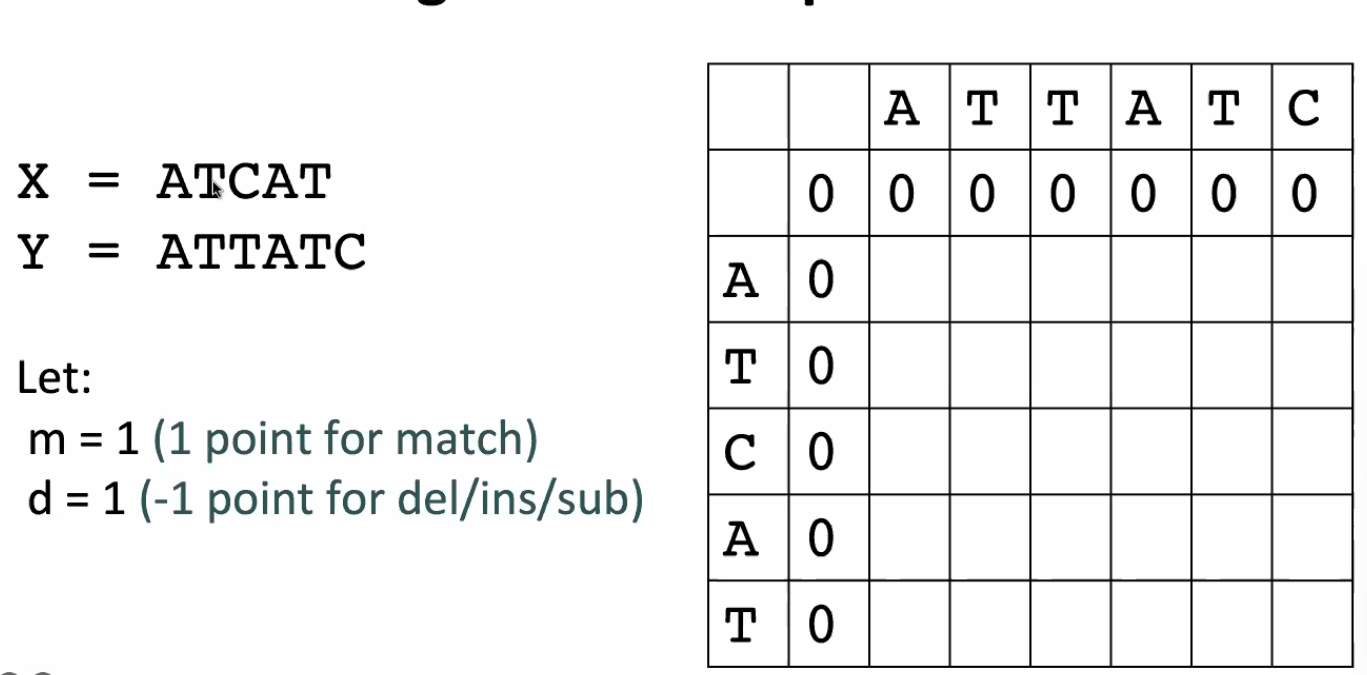 X = ATCAT
Y = ATTATC
Let:
m = 1 (1 point for match)
d = 1 (-1 point for del/ins/sub)
A T T A T C
0 0 0 0 0 0 0
A 0
T 0
C 0
A 0
T 0